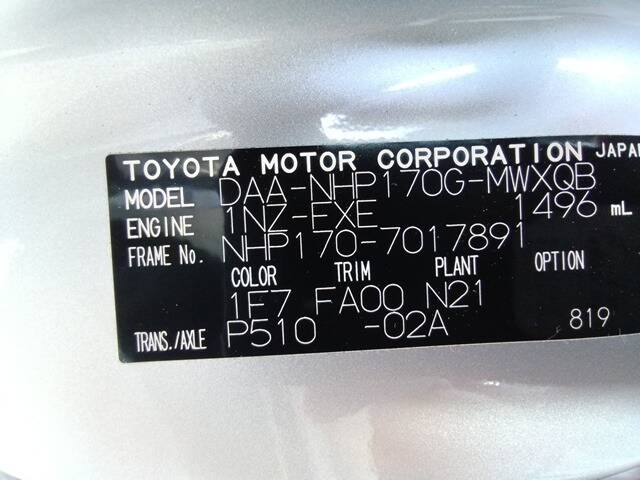 TOYOTA MOTOR CORPORATION JAPAN
MODEL DAA-NHP170G-MWXQB
ENGINE 1NZ-EXE 1496 mL
FRAME No. NHP170-7017891
COLOR TRIM PLANT OPTION
1F7 FA00 N21
TRANS./AXLE P510 -02A 819